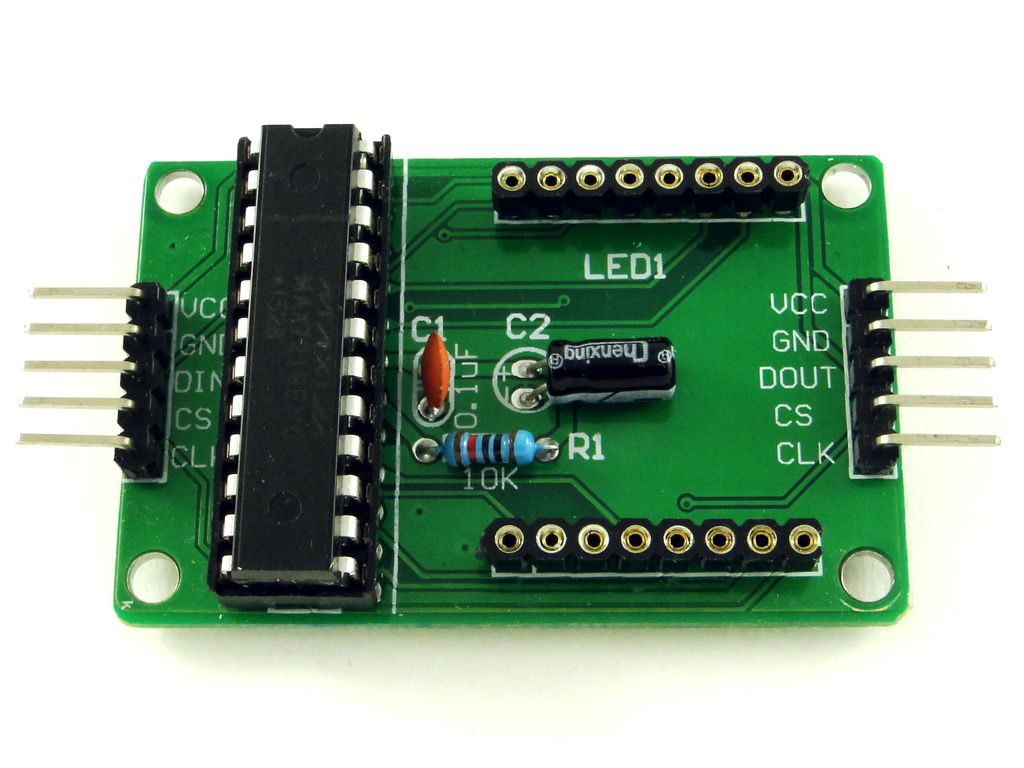 LED1
VCC
GND
DIN
CS
CLK
C1
0.1uF
C2
+
Chenxing
R1
10K
VCC
GND
DOUT
CS
CLK